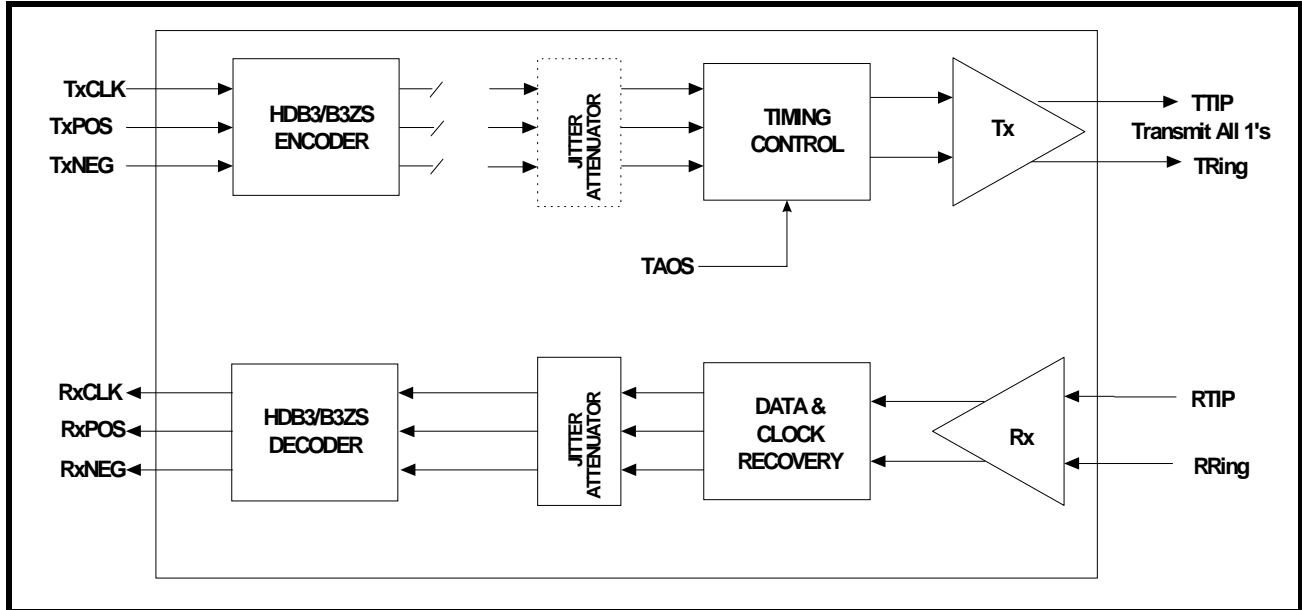 TxCLK
TxPOS
TxNEG
HDB3/B3ZS
ENCODER
JITTER
ATTENUATOR
TIMING
CONTROL
Tx
TTIP
Transmit All 1's
TRing
TAOS
RxCLK
RxPOS
RxNEG
HDB3/B3ZS
DECODER
JITTER
ATTENUATOR
DATA &
CLOCK
RECOVERY
Rx
RTIP
RRing